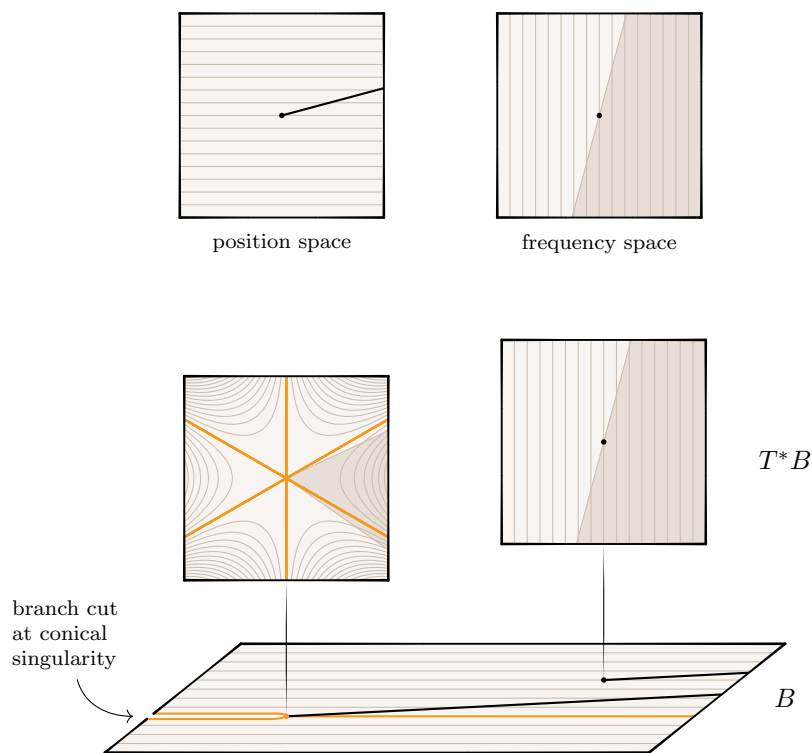 position space
frequency space
T*B
branch cut
at conical
singularity
B